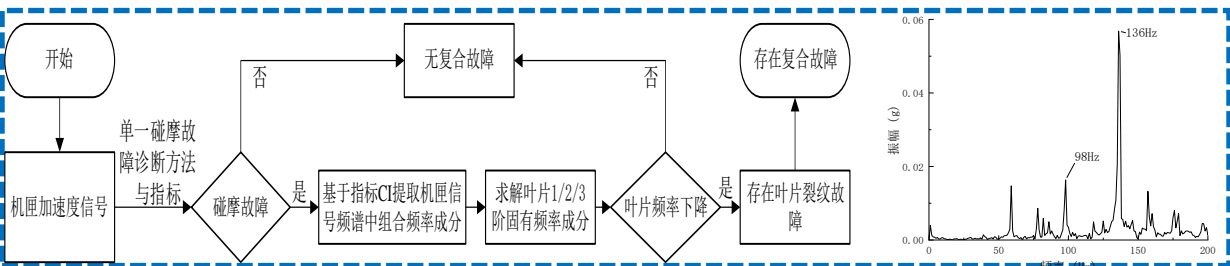 开始
机匣加速度信号
单一碰摩故
障诊断方法
与指标
碰摩故障
否
是
无复合故障
基于指标CI提取机匣信
号频谱中组合频率成分
求解叶片1/2/3
阶固有频率成分
叶片频率下降
否
是
存在复合故障
存在叶片裂纹故
障
振幅 (g)
0.06
0.04
0.02
0.00
136Hz
98Hz
0
50
100
150
200